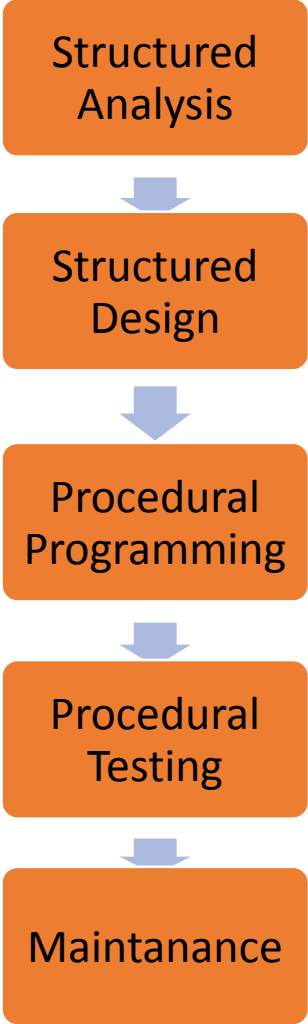 Structured
Analysis
Structured
Design
Procedural
Programming
Procedural
Testing
Maintanance